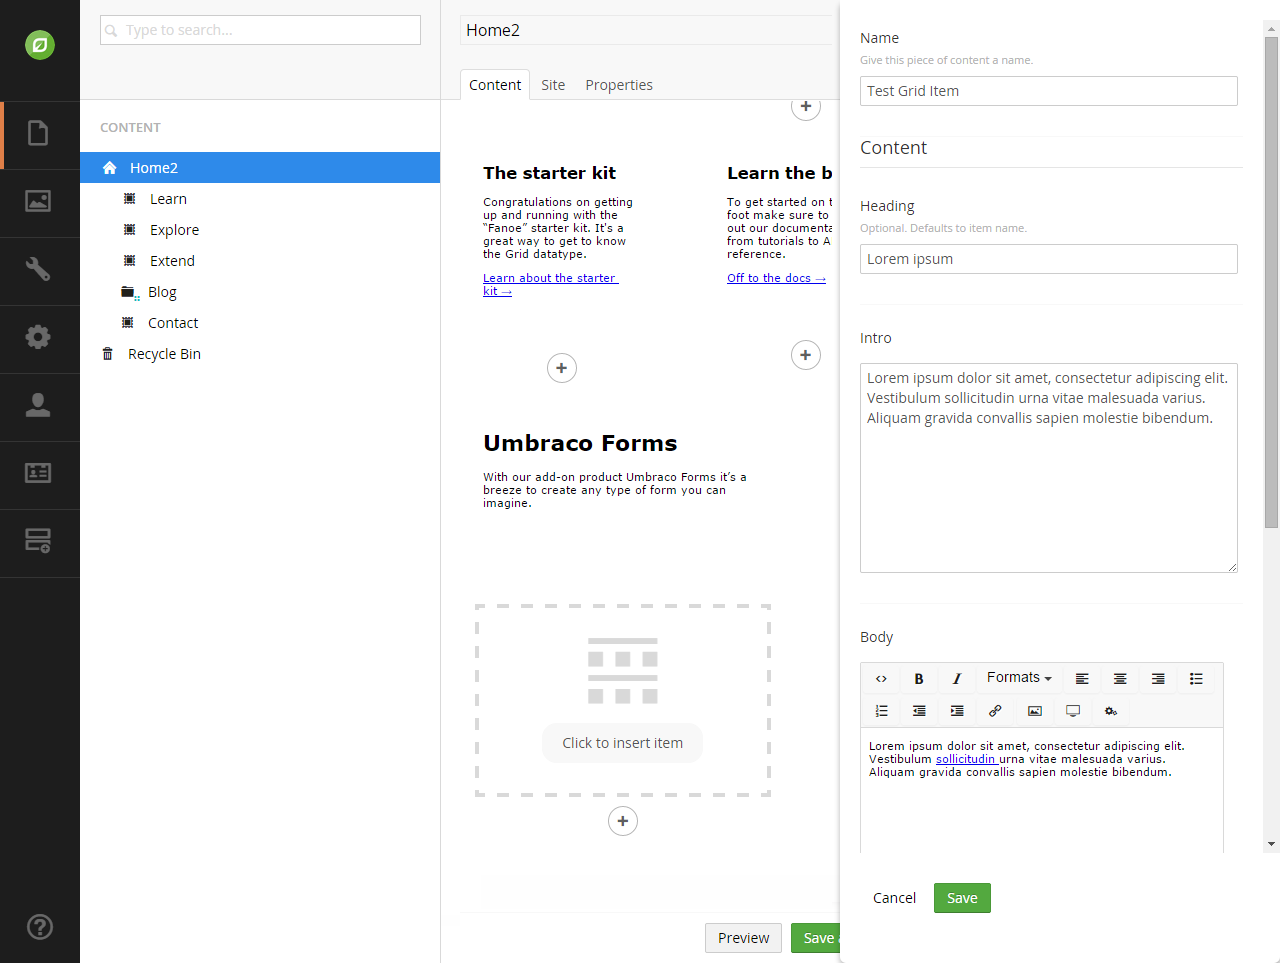 Type to search...
CONTENT
Home2
Learn
Explore
Extend
Blog
Contact
Recycle Bin
Home2
Content Site Properties
The starter kit
Congratulations on getting
up and running with the
“Fanoe” starter kit. It's a
great way to get to know
the Grid datatype.
Learn about the starter
kit →
Learn the b
To get started on t
foot make sure to
out our documenta
from tutorials to A
reference.
Off to the docs →
Umbraco Forms
With our add-on product Umbraco Forms it’s a
breeze to create any type of form you can
imagine.
Click to insert item
Preview Save
Name
Give this piece of content a name.
Test Grid Item
Content
Heading
Optional. Defaults to item name.
Lorem ipsum
Intro
Lorem ipsum dolor sit amet, consectetur adipiscing elit.
Vestibulum sollicitudin urna vitae malesuada varius.
Aliquam gravida convallis sapien molestie bibendum.
Body
Formats
Lorem ipsum dolor sit amet, consectetur adipiscing elit.
Vestibulum sollicitudin urna vitae malesuada varius.
Aliquam gravida convallis sapien molestie bibendum.
Cancel Save